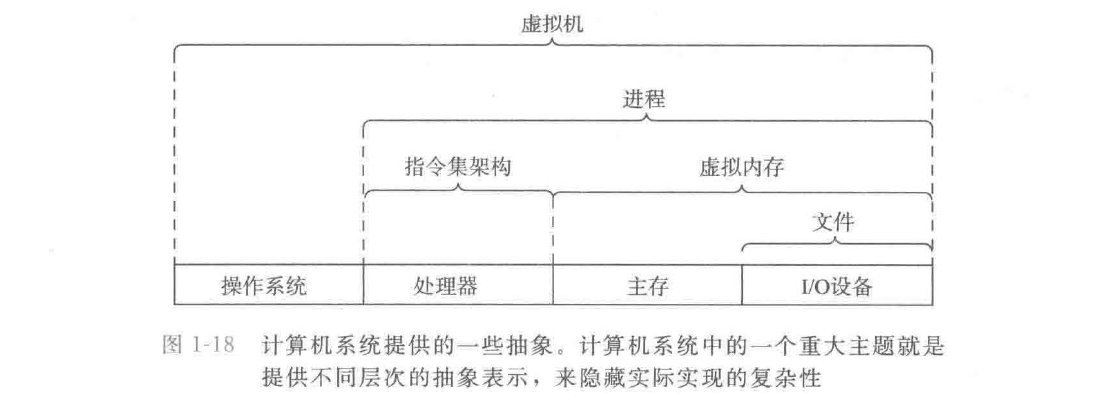 虚拟机
进程
指令集架构 虚拟内存
文件
操作系统 处理器 主存 I/O设备
图 1-18 计算机系统提供的一些抽象。计算机系统中的一个重大主题就是
提供不同层次的抽象表示，来隐藏实际实现的复杂性